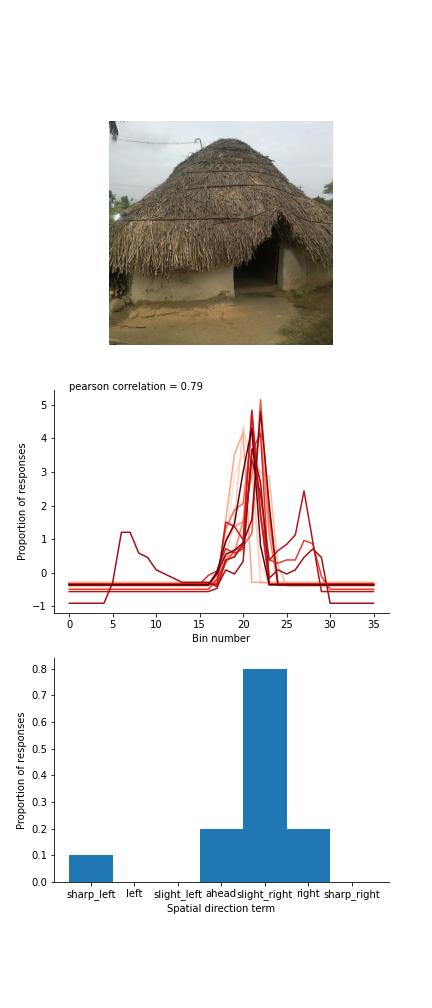 pearson correlation = 0.79
Proportion of responses
5
4
3
2
1
0
−1
0 5 10 15 20 25 30 35
Bin number
Proportion of responses
0.8
0.7
0.6
0.5
0.4
0.3
0.2
0.1
0.0
sharp_left left slight_left ahead slight_right right sharp_right
Spatial direction term